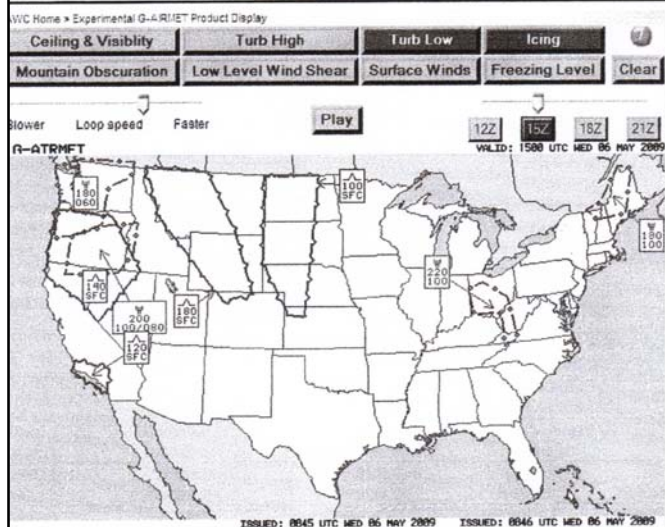 AWC Home > Experimental G-AIRMET Product Display
Ceiling & Visiblity Turb High Turb Low Icing ?
Mountain Obscuration Low Level Wind Shear Surface Winds Freezing Level Clear
Slower Loop speed Faster Play 12Z 15Z 18Z 21Z
G-AIRMET VALID: 1500 UTC WED 06 MAY 2009
180
060
100
SFC
180
100
220
100
140
SFC
180
SFC
200
100/080
120
SFC
ISSUED: 0845 UTC WED 06 MAY 2009 ISSUED: 0846 UTC WED 06 MAY 2009